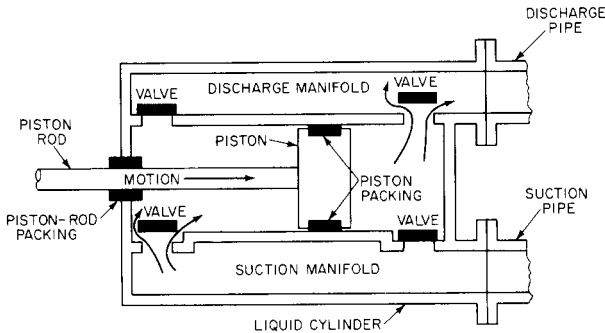 DISCHARGE
PIPE
VALVE
DISCHARGE MANIFOLD
VALVE
PISTON
ROD
PISTON
MOTION
PISTON
PACKING
PISTON-ROD
PACKING
VALVE
VALVE
SUCTION
PIPE
SUCTION MANIFOLD
LIQUID CYLINDER